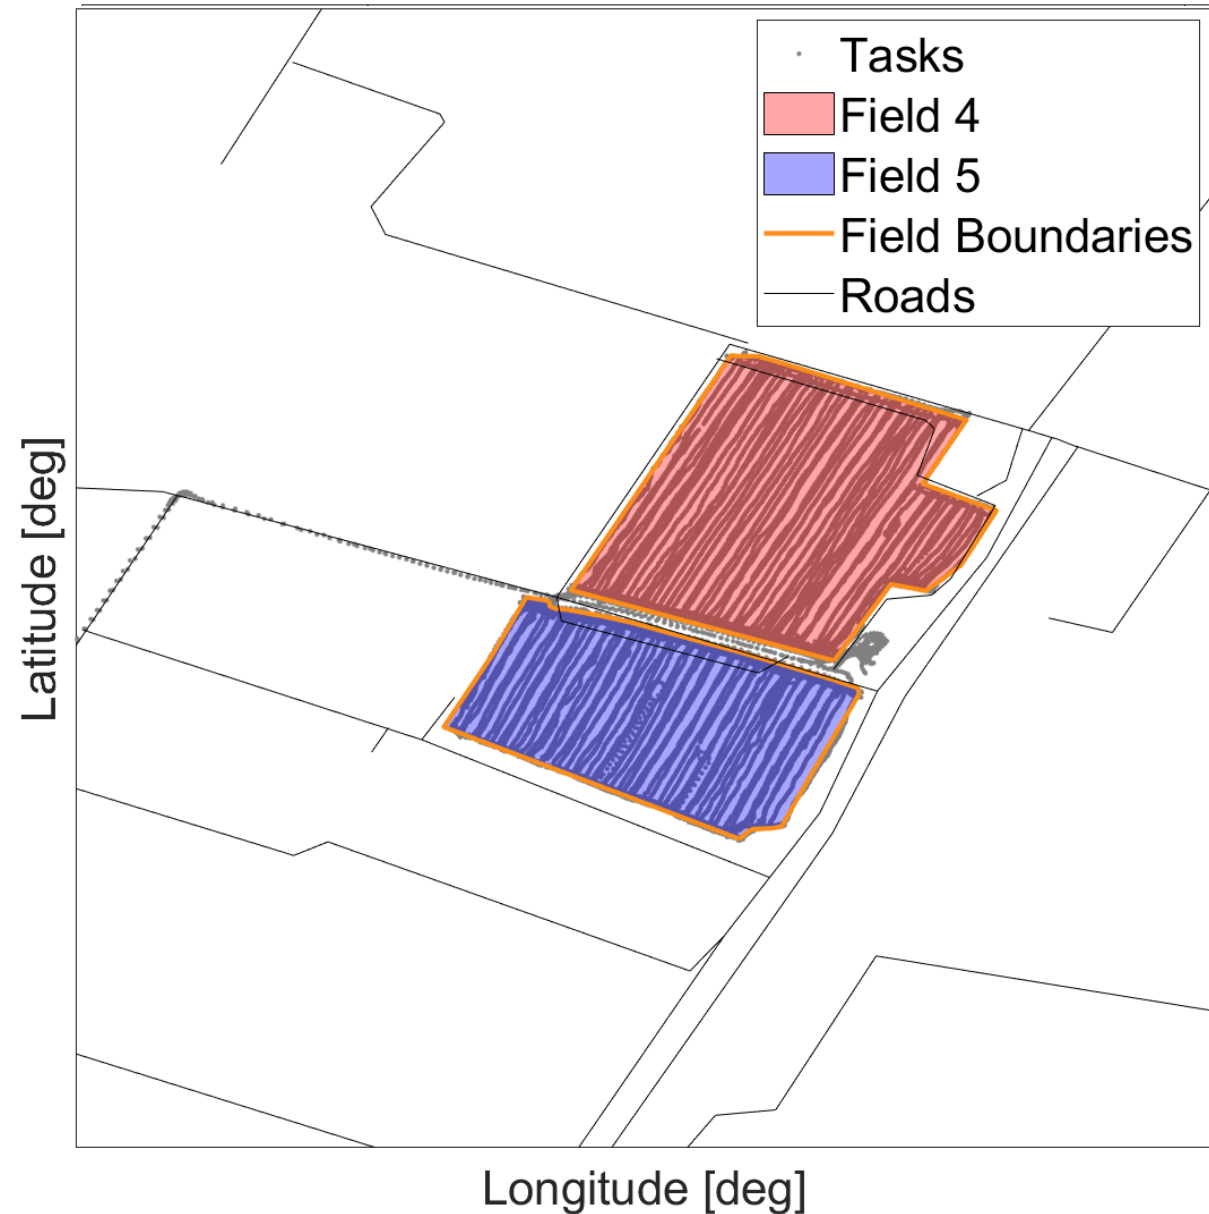 Tasks
Field 4
Field 5
Field Boundaries
Roads
Latitude [deg]
Longitude [deg]